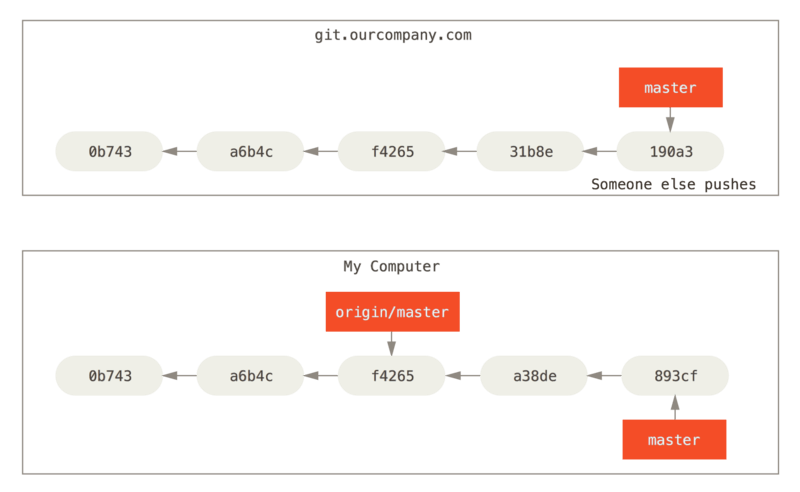 git.ourcompany.com
master
0b743 a6b4c f4265 31b8e 190a3
Someone else pushes
My Computer
origin/master
0b743 a6b4c f4265 a38de 893cf
master